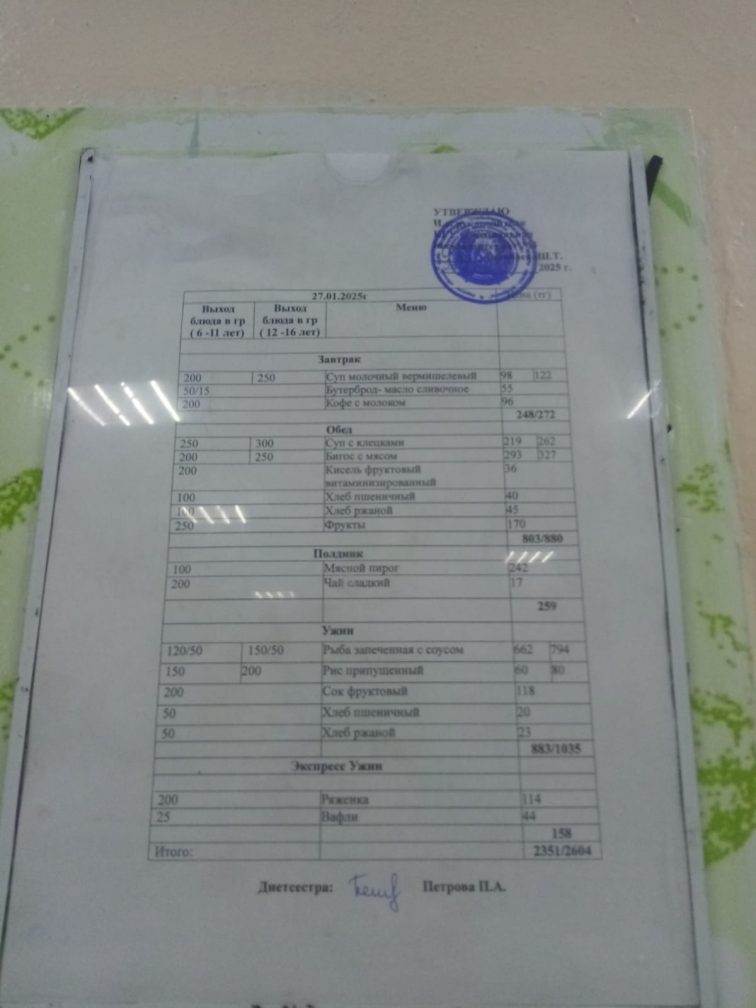 УТВЕРЖДАЮ
Ш.Т.
2025 г.
27.01.2025г
Выход блюда в гр ( 6 -11 лет) Выход блюда в гр ( 12 -16 лет) Меню (тг)
Завтрак
200 250 Суп молочный вермишелевый 98 122
50/15 Бутерброд- масло сливочное 55
200 Кофе с молоком 96
248/272
Обед
250 300 Суп с клецками 219 262
200 250 Бигос с мясом 293 327
200 Кисель фруктовый 36
витаминизированный
100 Хлеб пшеничный 40
100 Хлеб ржаной 45
250 Фрукты 170
803/880
Полдник
100 Мясной пирог 242
200 Чай сладкий 17
259
Ужин
120/50 150/50 Рыба запеченная с соусом 662 794
150 200 Рис припущенный 60 80
200 Сок фруктовый 118
50 Хлеб пшеничный 20
50 Хлеб ржаной 23
883/1035
Экспресс Ужин
200 Ряженка 114
25 Вафли 44
158
Итого: 2351/2604
Диетсестра: Петрова П.А.